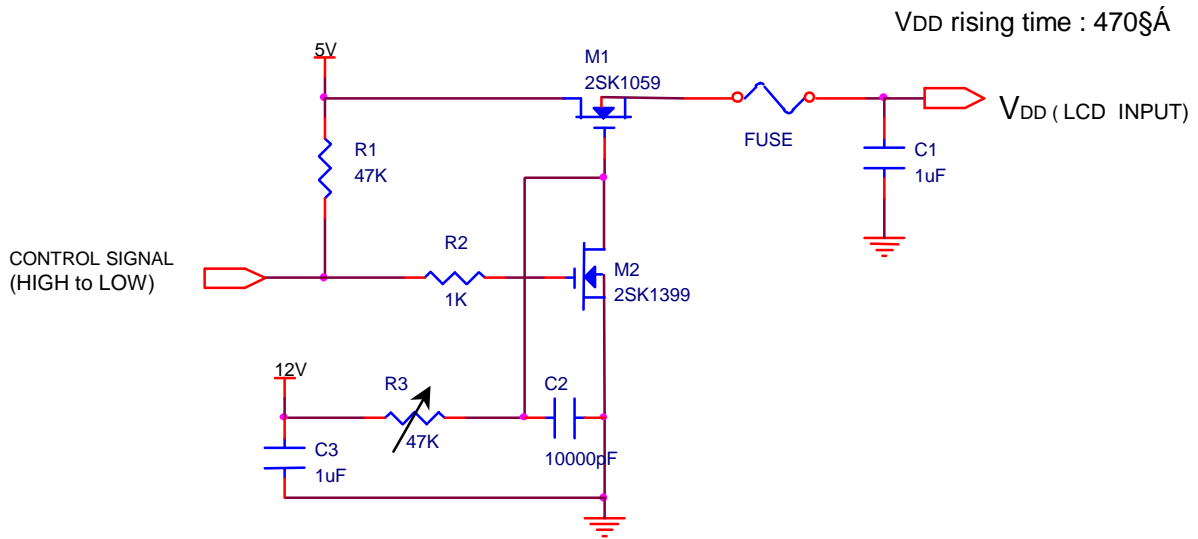 VDD rising time : 470§Á
5V
M1
2SK1059
FUSE
VDD ( LCD INPUT)
R1
47K
C1
1uF
CONTROL SIGNAL
(HIGH to LOW)
R2
1K
M2
2SK1399
12V
R3
47K
C2
10000pF
C3
1uF